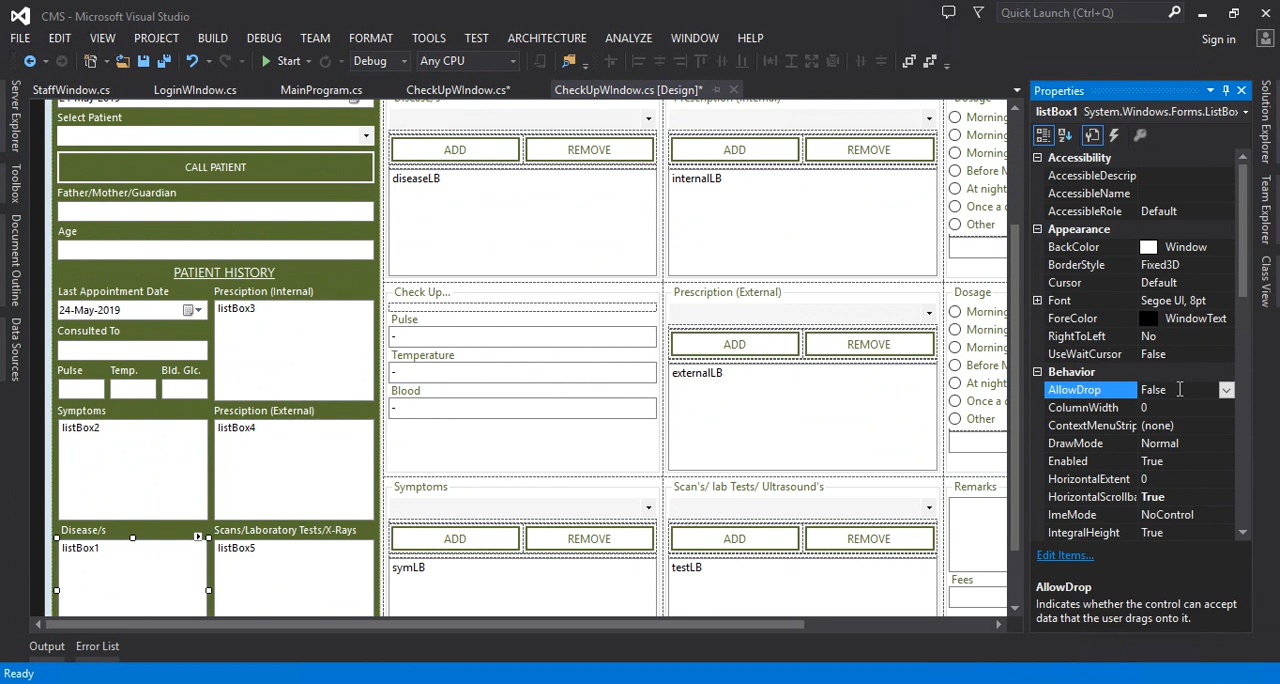 CMS - Microsoft Visual Studio
Quick Launch (Ctrl+Q)
FILE EDIT VIEW PROJECT BUILD DEBUG TEAM FORMAT TOOLS TEST ARCHITECTURE ANALYZE WINDOW HELP
Sign in
Start Debug Any CPU
StaffWindow.cs LoginWIndow.cs MainProgram.cs CheckUpWIndow.cs* CheckUpWIndow.cs [Design]*
Server Explorer
Toolbox
Document Outline
Data Sources
Select Patient
CALL PATIENT
Father/Mother/Guardian
Age
PATIENT HISTORY
Last Appointment Date
Presciption (Internal)
24-May-2019
listBox3
Consulted To
Pulse Temp. Bld. Glc.
Symptoms
Presciption (External)
listBox2
listBox4
Disease/s
Scans/Laboratory Tests/X-Rays
listBox1
listBox5
ADD REMOVE
diseaseLB
Check Up...
Pulse
-
Temperature
-
Blood
-
Symptoms
ADD REMOVE
symLB
ADD REMOVE
internalLB
Prescription (External)
ADD REMOVE
externalLB
Scan's/ lab Tests/ Ultrasound's
ADD REMOVE
testLB
Morning
Morning
Morning
Before M
At night
Once a d
Other
Dosage
Morning
Morning
Morning
Before M
At night
Once a d
Other
Remarks
Fees
Properties
listBox1 System.Windows.Forms.ListBo
Accessibility
AccessibleDescrip
AccessibleName
AccessibleRole Default
Appearance
BackColor Window
BorderStyle Fixed3D
Cursor Default
Font Segoe UI, 8pt
ForeColor WindowText
RightToLeft No
UseWaitCursor False
Behavior
AllowDrop False
ColumnWidth 0
ContextMenuStrip (none)
DrawMode Normal
Enabled True
HorizontalExtent 0
HorizontalScrollba True
ImeMode NoControl
IntegralHeight True
Edit Items...
AllowDrop
Indicates whether the control can accept
data that the user drags onto it.
Solution Explorer
Team Explorer
Class View
Output Error List
Ready